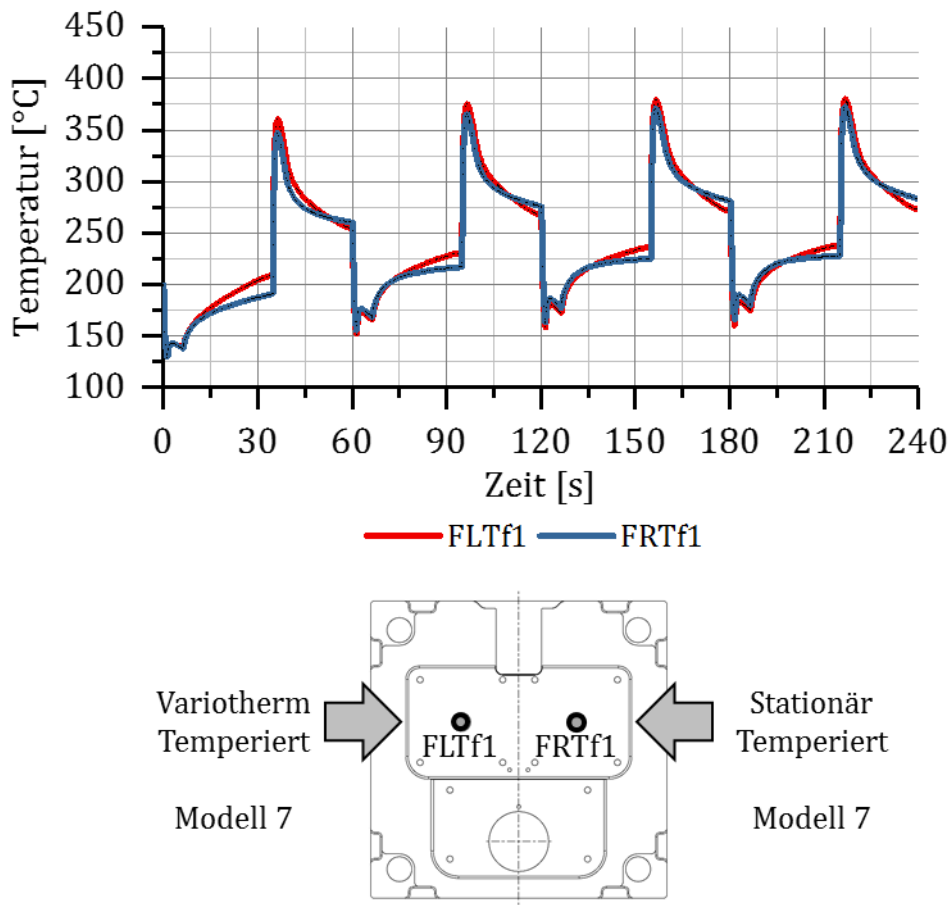 Temperatur [°C]
450
400
350
300
250
200
150
100
0 30 60 90 120 150 180 210 240
Zeit [s]
FLTf1 FRTf1
Variotherm
Temperiert
FLTf1 FRTf1
Stationär
Temperiert
Modell 7
Modell 7